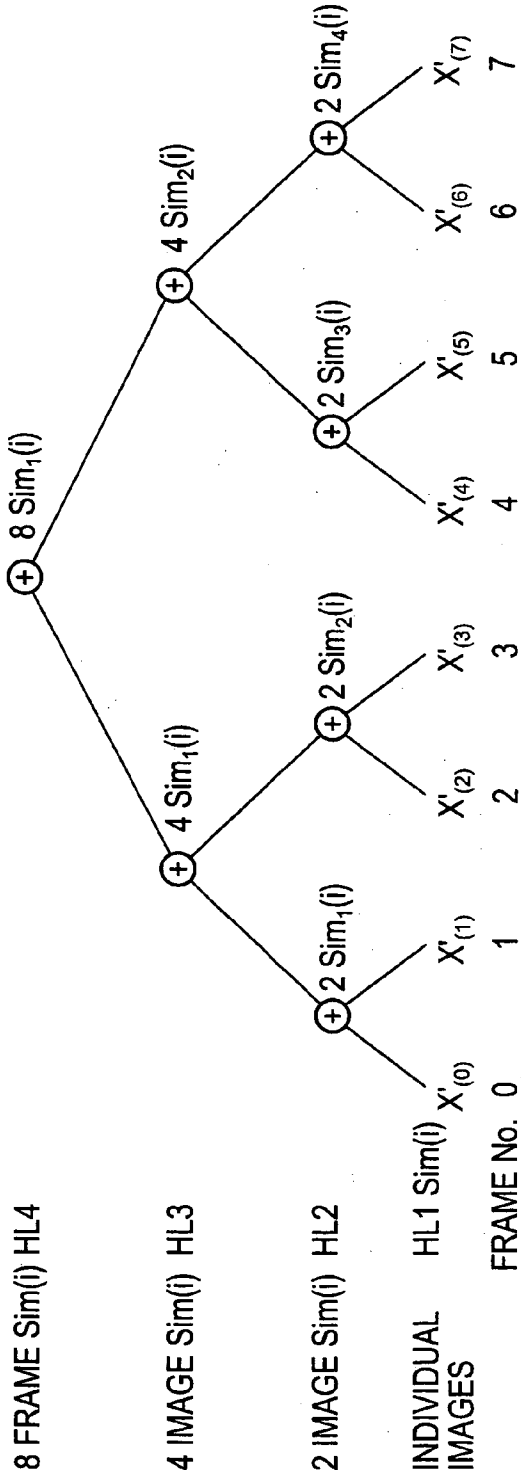 8 FRAME Sim(i) HL4
8 Sim₁(i)
4 IMAGE Sim(i) HL3
4 Sim₁(i)
4 Sim₂(i)
2 IMAGE Sim(i) HL2
2 Sim₁(i)
2 Sim₂(i)
2 Sim₃(i)
2 Sim₄(i)
INDIVIDUAL IMAGES
HL1 Sim(i)
X'(0) X'(1) X'(2) X'(3) X'(4) X'(5) X'(6) X'(7)
FRAME No. 0 1 2 3 4 5 6 7